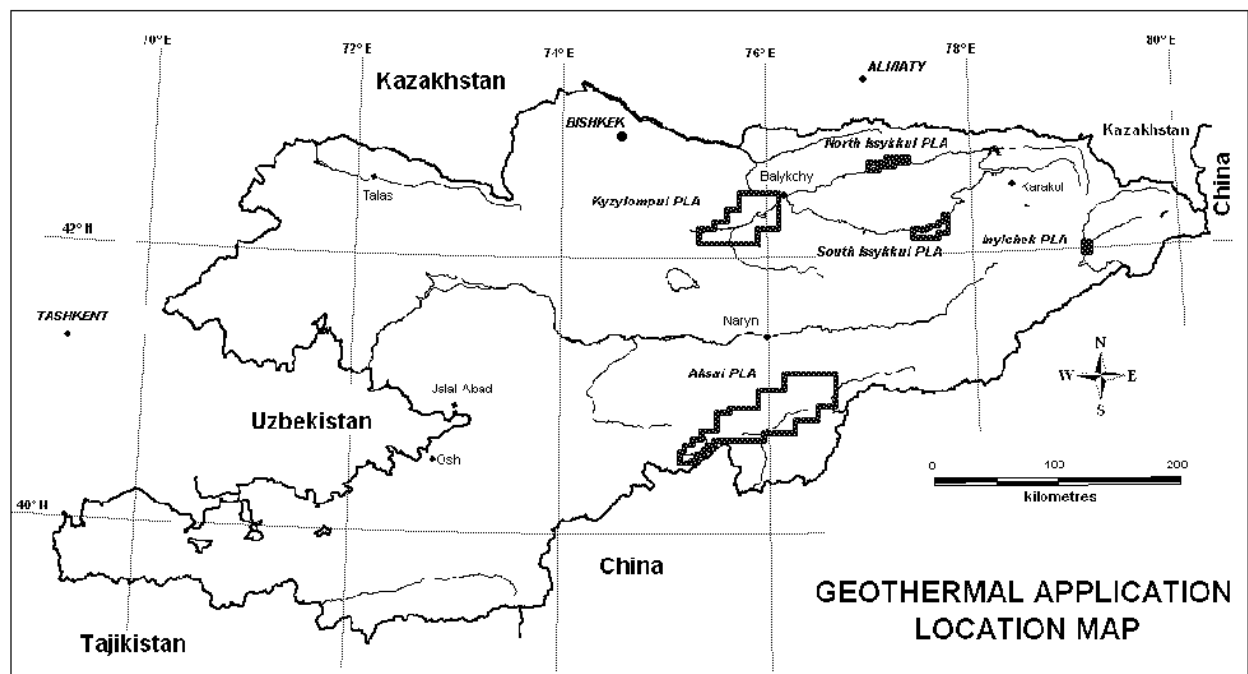 70° E
72° E
74° E
76° E
78° E
80° E
Kazakhstan
ALMATY
BISHKEK
North Issykkul PLA
Kazakhstan
China
Balykchy
Talas
Karakul
Kyzylompul PLA
42° N
South Issykkul PLA
Inylchek PLA
TASHKENT
Naryn
Aksai PLA
N
W E
S
Jalal Abad
Uzbekistan
Osh
0 100 200
kilometres
40° N
China
GEOTHERMAL APPLICATION
LOCATION MAP
Tajikistan